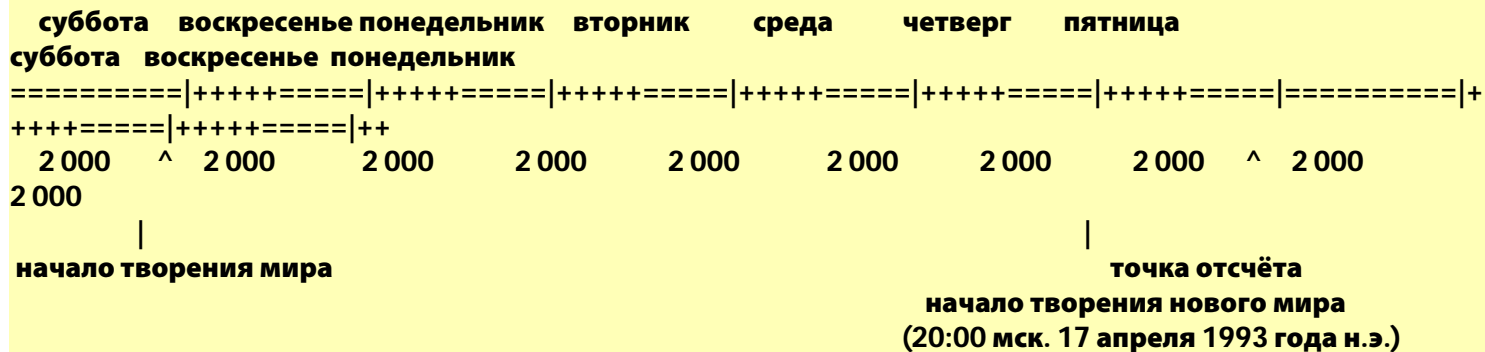 суббота воскресенье понедельник вторник среда четверг пятница
суббота воскресенье понедельник
==========|+++++=====|+++++=====|+++++=====|+++++=====|+++++=====|+++++=====|==========|+
++++=====|+++++=====|++
2 000 ^ 2 000 2 000 2 000 2 000 2 000 2 000 2 000 ^ 2 000
2 000
| |
начало творения мира точка отсчёта
начало творения нового мира
(20:00 мск. 17 апреля 1993 года н.э.)